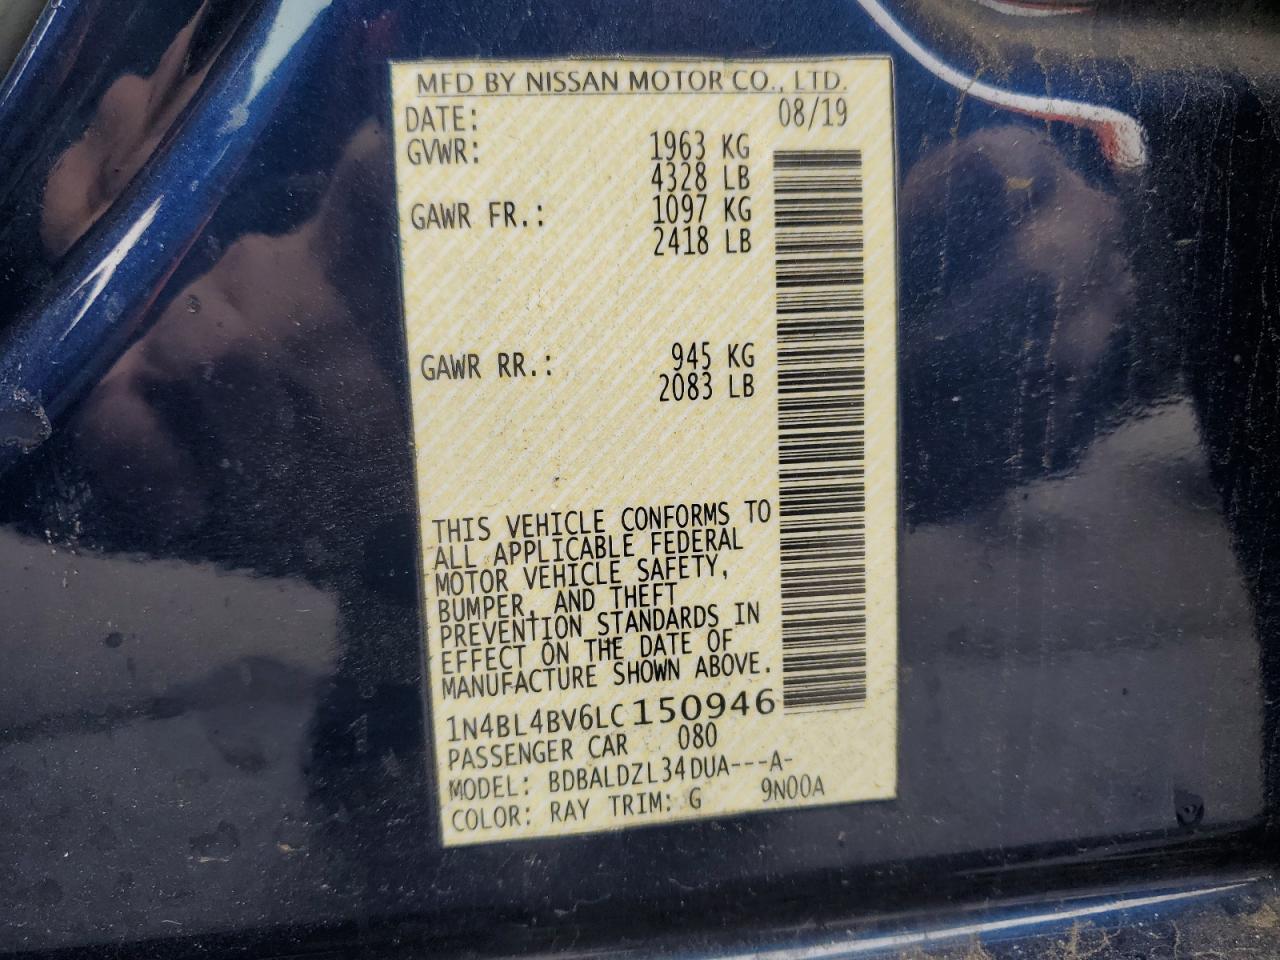 MFD BY NISSAN MOTOR CO., LTD.
DATE: 08/19
GVWR: 1963 KG
4328 LB
GAWR FR.: 1097 KG
2418 LB
GAWR RR.: 945 KG
2083 LB
THIS VEHICLE CONFORMS TO
ALL APPLICABLE FEDERAL
MOTOR VEHICLE SAFETY,
BUMPER, AND THEFT
PREVENTION STANDARDS IN
EFFECT ON THE DATE OF
MANUFACTURE SHOWN ABOVE.
1N4BL4BV6LC150946
PASSENGER CAR 080
MODEL: BDBALDZL34DUA---A-
COLOR: RAY TRIM: G 9N00A